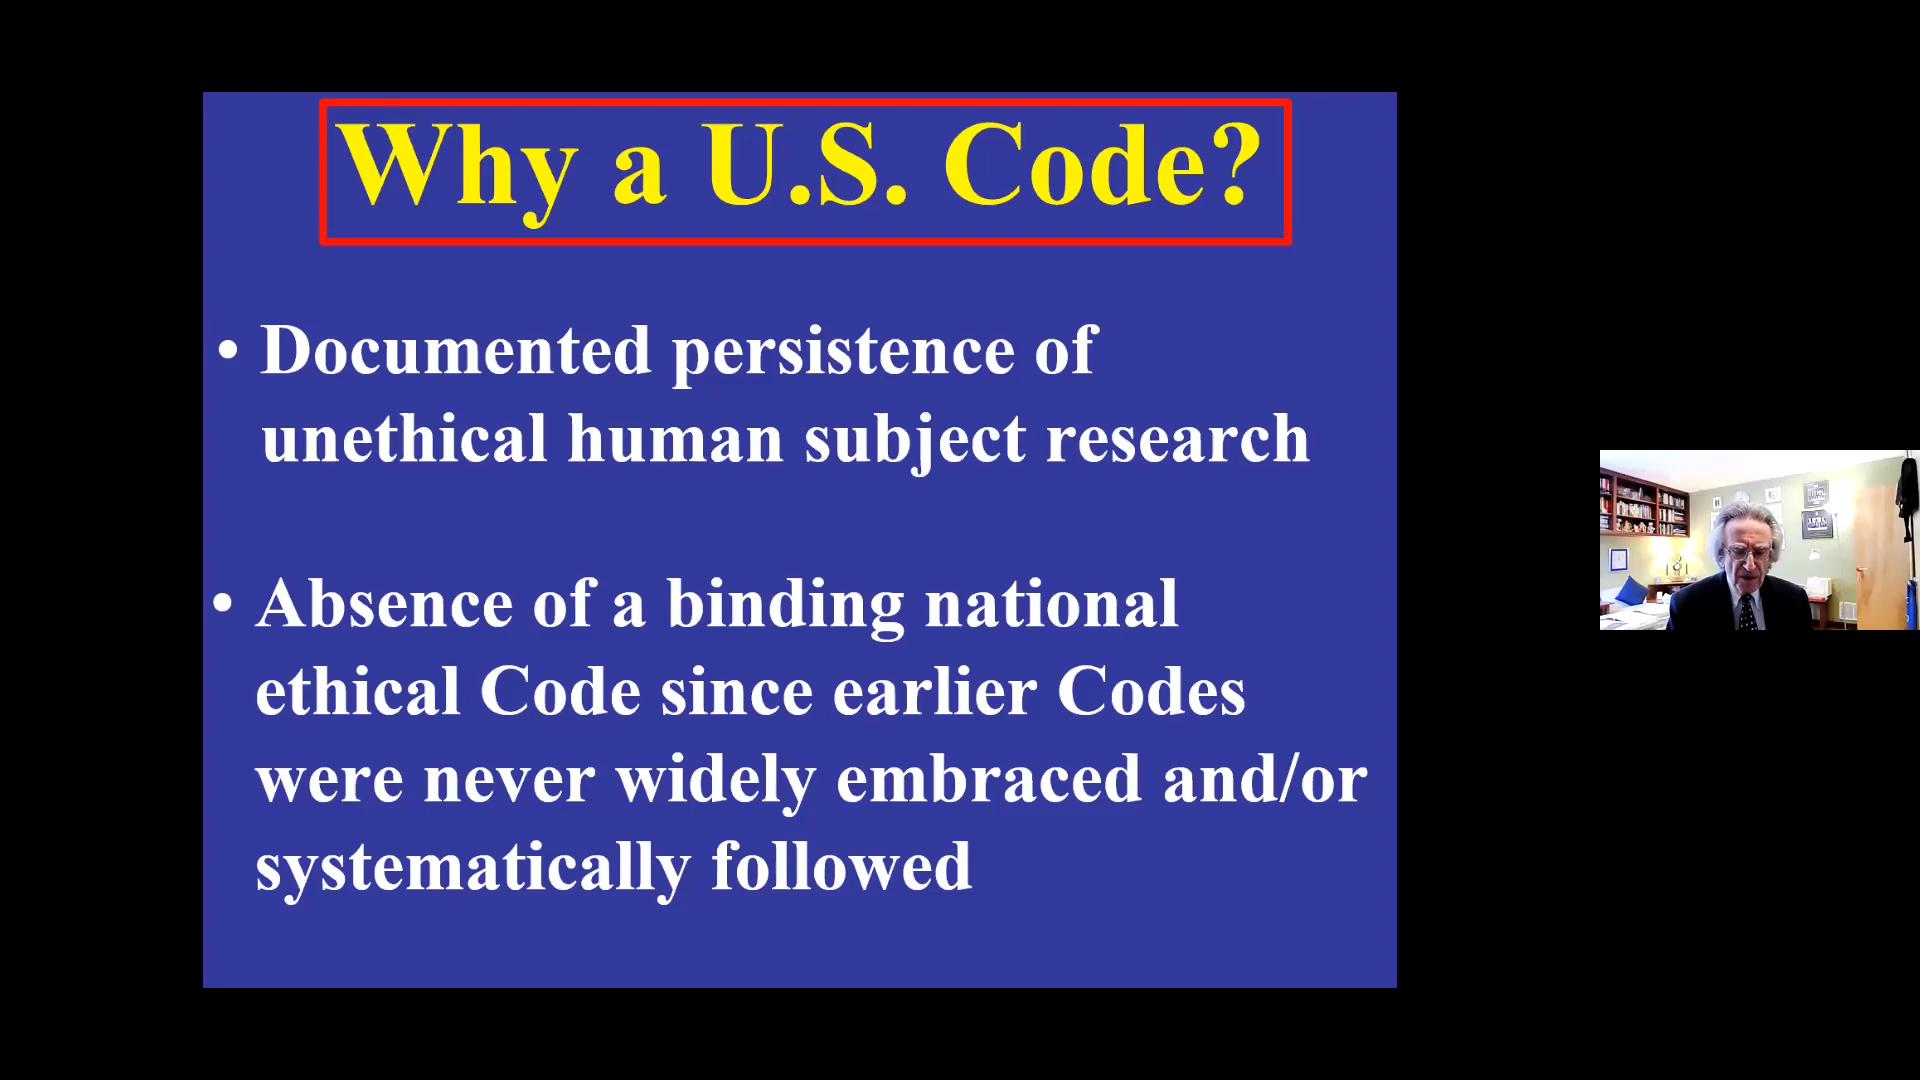 Why a U.S. Code?
• Documented persistence of
unethical human subject research
• Absence of a binding national
ethical Code since earlier Codes
were never widely embraced and/or
systematically followed